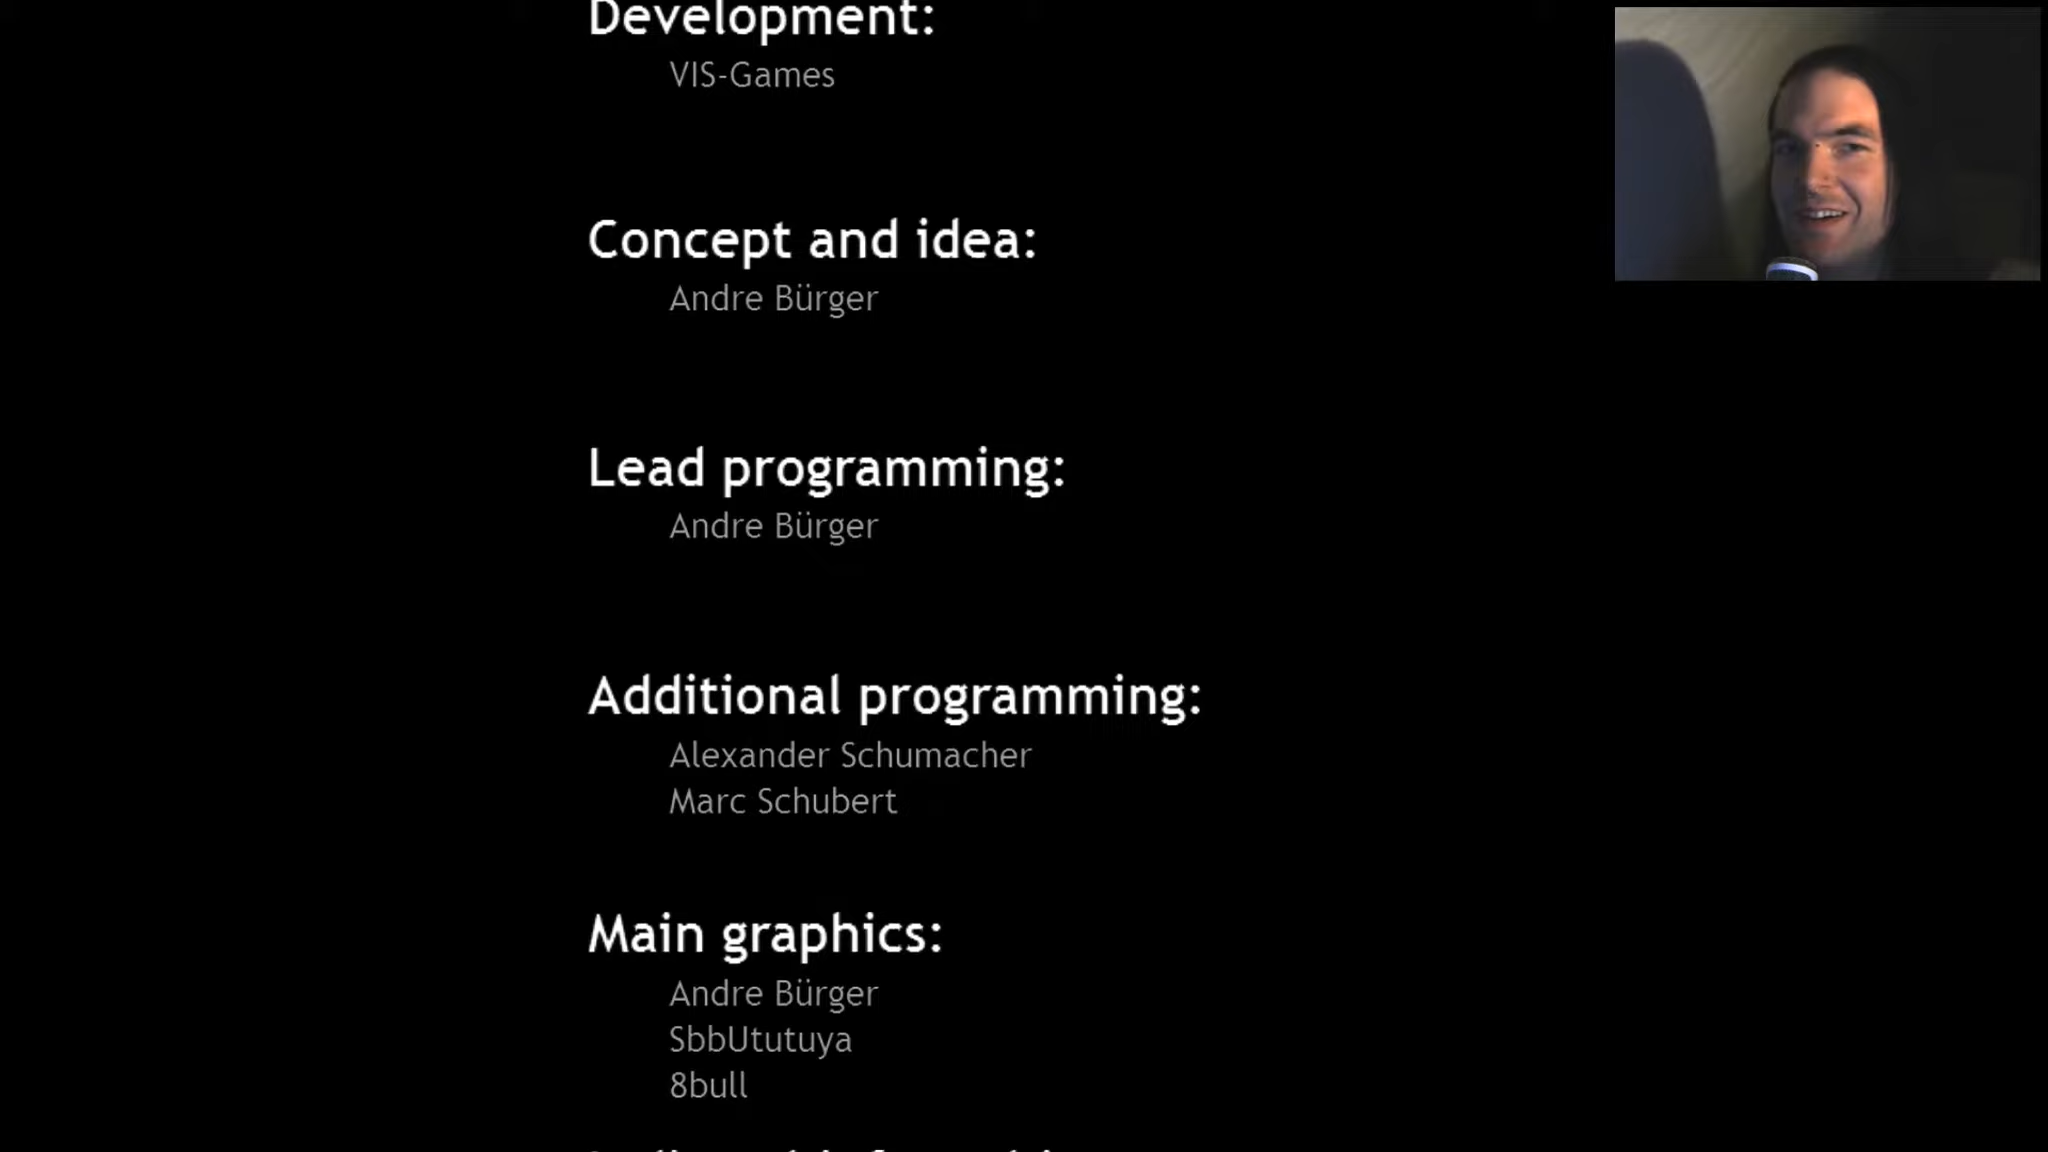 Development:
VIS-Games
Concept and idea:
Andre Bürger
Lead programming:
Andre Bürger
Additional programming:
Alexander Schumacher
Marc Schubert
Main graphics:
Andre Bürger
SbbUtutuya
8bull